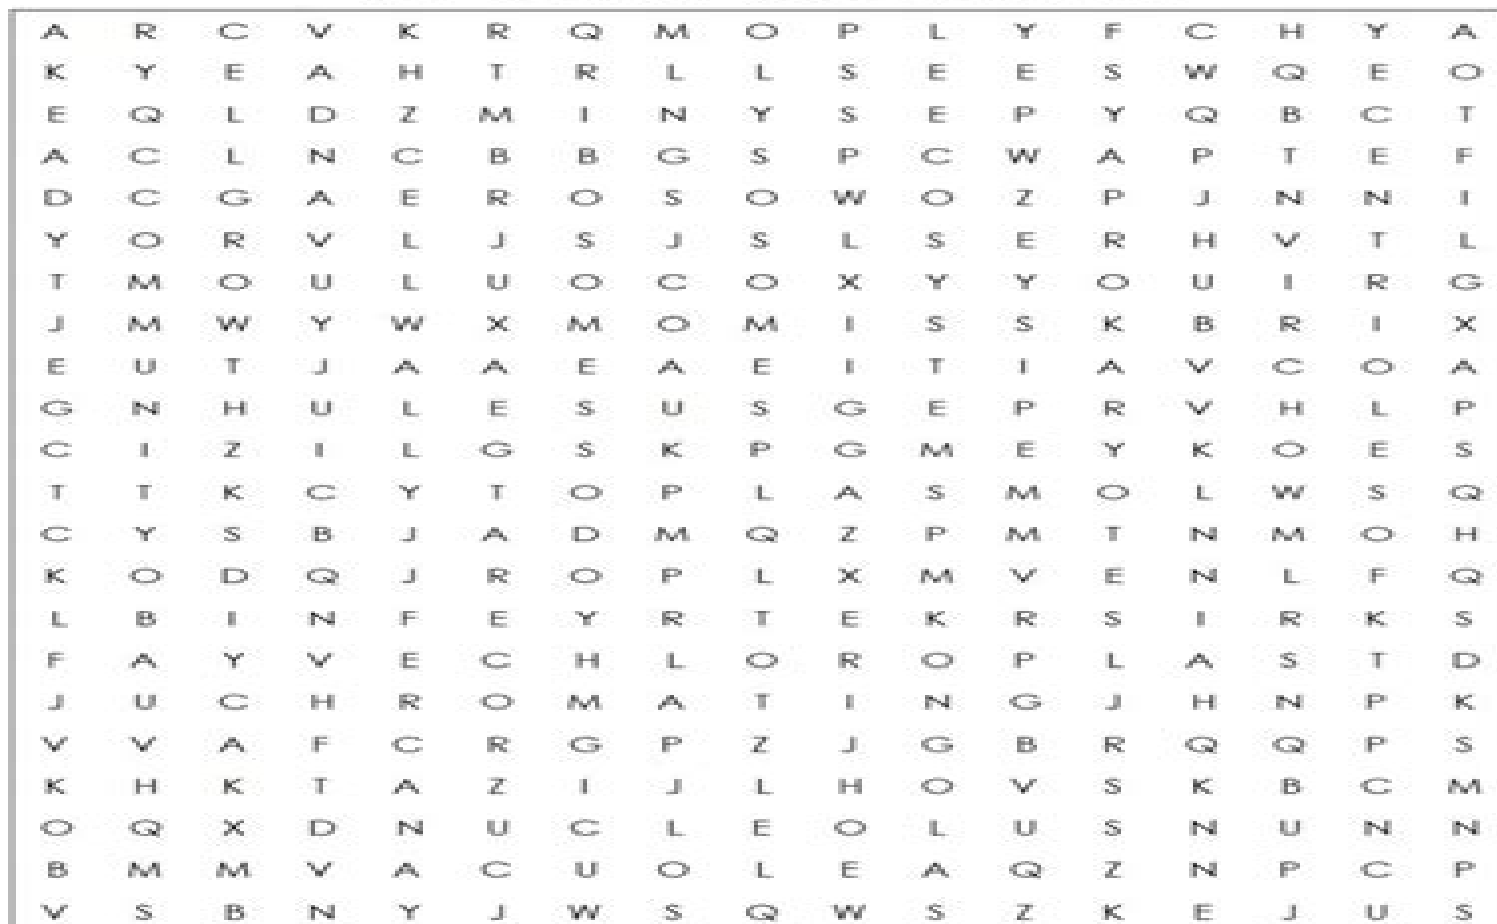 A R C V K R Q M O P L Y F C H Y A
K Y E A H T R L L S E E S W Q E O
E Q L D Z M I N Y S E P Y Q B C T
A C L N C B B G S P C W A P T E F
D C G A E R O S O W O Z P J N N I
Y O R V L J S J S L S E R H V T L
T M O U L U O C O X Y Y O U I R G
J M W Y W X M O M I S S K B R I X
E U T J A A E A E I T I A V C O A
G N H U L E S U S G E P R V H L P
C I Z I L G S K P G M E Y K O E S
T T K C Y T O P L A S M O L W S Q
C Y S B J A D M Q Z P M T N M O H
K O D Q J R O P L X M V E N L F Q
L B I N F E Y R T E K R S I R K S
F A Y V E C H L O R O P L A S T D
J U C H R O M A T I N G J H N P K
V V A F C R G P Z J G B R Q Q P S
K H K T A Z I J L H O V S K B C M
O Q X D N U C L E O L U S N U N N
B M M V A C U O L E A Q Z N P C P
V S B N Y J W S Q W S Z K E J U S